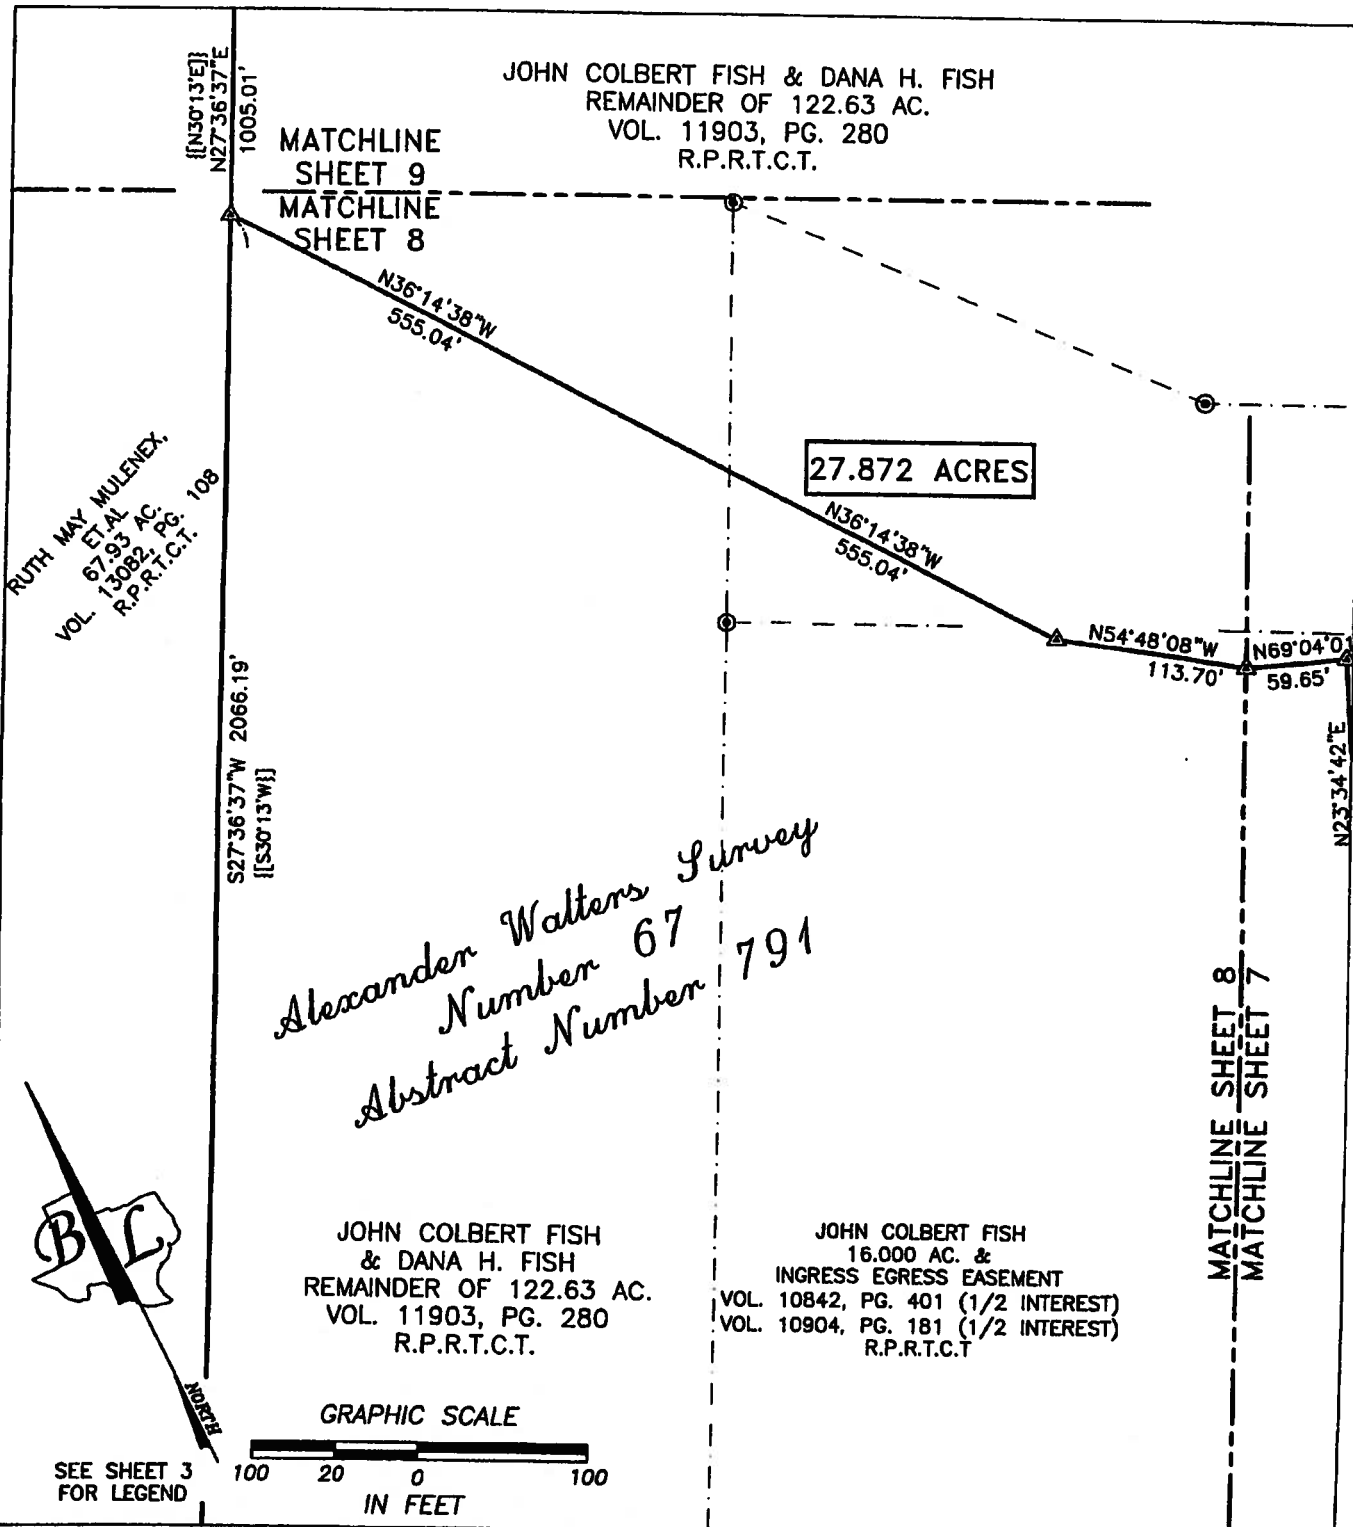 {[N30°13'E]}
N27°36'37"E
1005.01'
JOHN COLBERT FISH & DANA H. FISH
REMAINDER OF 122.63 AC.
VOL. 11903, PG. 280
R.P.R.T.C.T.
MATCHLINE
SHEET 9
MATCHLINE
SHEET 8
N36°14'38"W
555.04'
27.872 ACRES
N36°14'38"W
555.04'
RUTH MAY MULENEX,
ET.AL
67.93 AC.
VOL. 13082, PG. 108
R.P.R.T.C.T.
N54°48'08"W
113.70'
N69°04'01
59.65'
N23°34'42"E
S27°36'37"W 2066.19'
{[S30°13'W]}
Alexander Walters Survey
Number 67
Abstract Number 791
MATCHLINE SHEET 8
MATCHLINE SHEET 7
BL
NORTH
JOHN COLBERT FISH
& DANA H. FISH
REMAINDER OF 122.63 AC.
VOL. 11903, PG. 280
R.P.R.T.C.T.
JOHN COLBERT FISH
16.000 AC. &
INGRESS EGRESS EASEMENT
VOL. 10842, PG. 401 (1/2 INTEREST)
VOL. 10904, PG. 181 (1/2 INTEREST)
R.P.R.T.C.T
GRAPHIC SCALE
100 20 0 100
IN FEET
SEE SHEET 3
FOR LEGEND